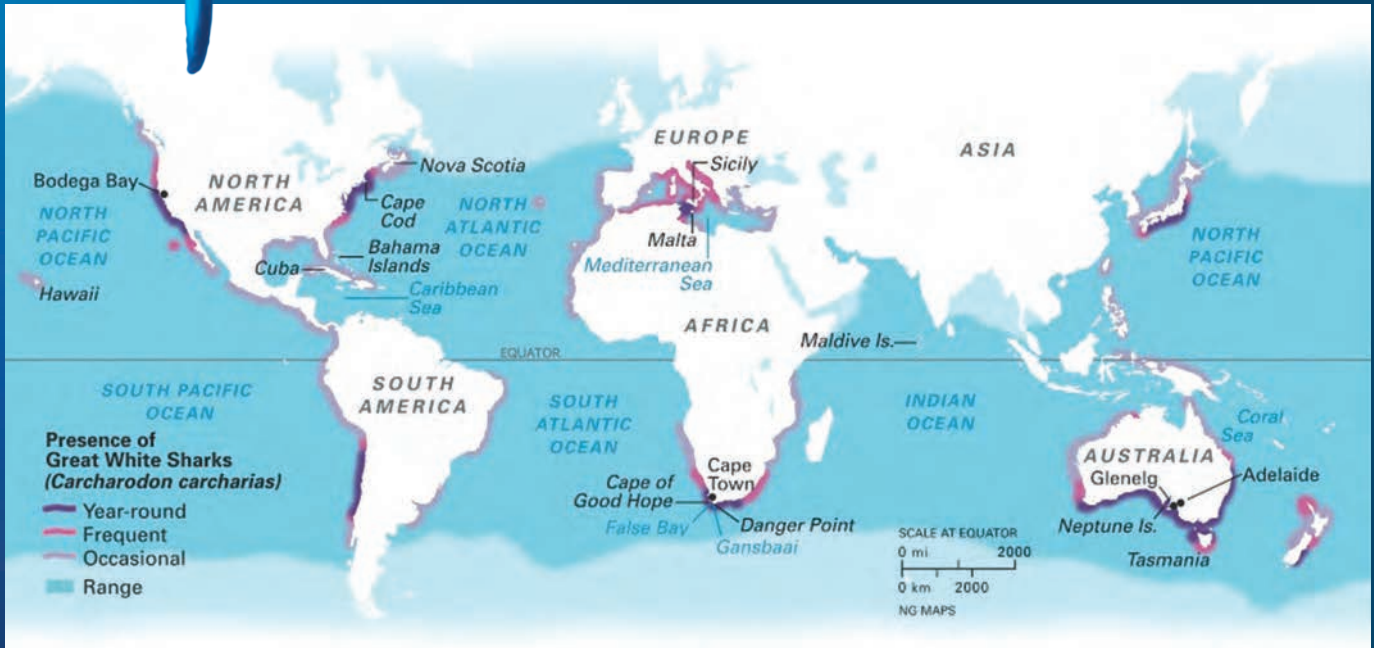 EUROPE
ASIA
Sicily
Nova Scotia
Bodega Bay
NORTH
AMERICA
Cape
Cod
NORTH
ATLANTIC
OCEAN
NORTH
PACIFIC
OCEAN
Malta
Bahama
Islands
Cuba
Mediterranean
Sea
NORTH
PACIFIC
OCEAN
Hawaii
Caribbean
Sea
AFRICA
Maldive Is.
EQUATOR
SOUTH PACIFIC
OCEAN
SOUTH
AMERICA
SOUTH
ATLANTIC
OCEAN
INDIAN
OCEAN
Coral
Sea
Presence of
Great White Sharks
(Carcharodon carcharias)
Year-round
Frequent
Occasional
Range
Cape
Town
Cape of
Good Hope
False Bay
Danger Point
Gansbaai
AUSTRALIA
Glenelg
Adelaide
Neptune Is.
Tasmania
SCALE AT EQUATOR
0 mi 2000
0 km 2000
NG MAPS